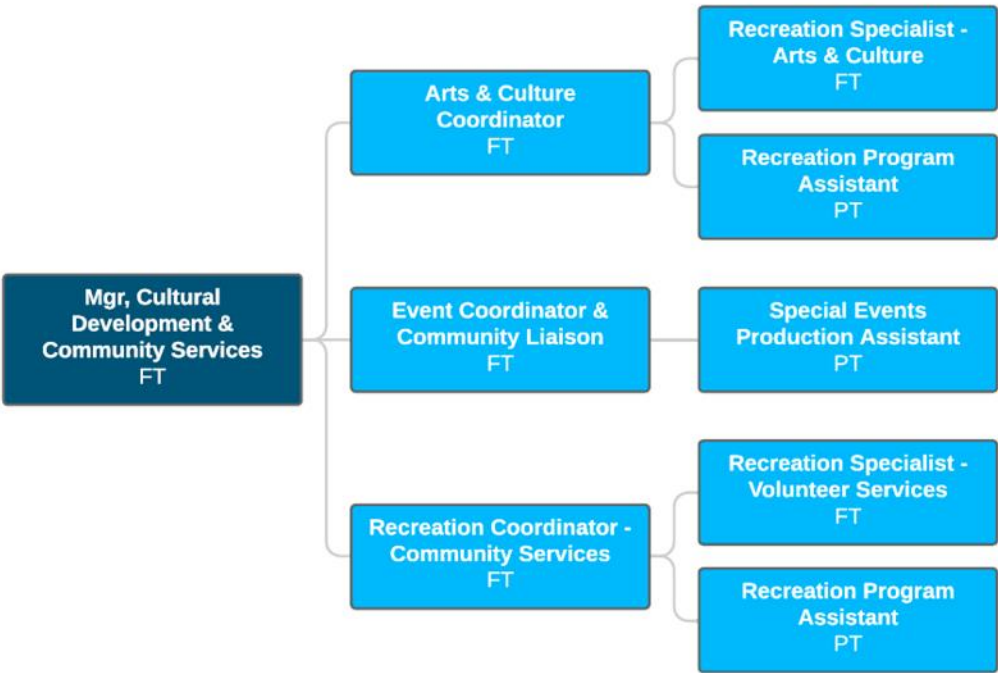 Mgr, Cultural
Development &
Community Services
FT
Arts & Culture
Coordinator
FT
Recreation Specialist -
Arts & Culture
FT
Recreation Program
Assistant
PT
Event Coordinator &
Community Liaison
FT
Special Events
Production Assistant
PT
Recreation Coordinator -
Community Services
FT
Recreation Specialist -
Volunteer Services
FT
Recreation Program
Assistant
PT